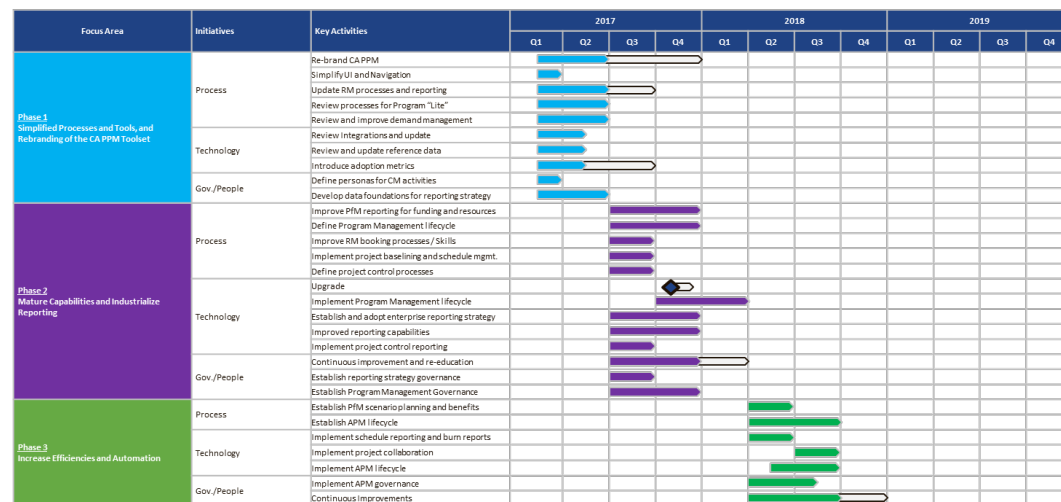 Focus Area Initiatives Key Activities 2017 2018 2019
Q1 Q2 Q3 Q4 Q1 Q2 Q3 Q4 Q1 Q2 Q3 Q4
Phase 1
Simplified Processes and Tools, and
Rebranding of the CA PPM Toolset
Process
Re-brand CA PPM
Simplify UI and Navigation
Update RM processes and reporting
Review processes for Program "Lite"
Review and improve demand management
Technology
Review Integrations and update
Review and update reference data
Introduce adoption metrics
Gov./People
Define personas for CM activities
Develop data foundations for reporting strategy
Phase 2
Mature Capabilities and Industrialize
Reporting
Process
Improve PfM reporting for funding and resources
Define Program Management lifecycle
Improve RM booking processes / Skills
Implement project baselining and schedule mgmt.
Define project control processes
Technology
Upgrade
Implement Program Management lifecycle
Establish and adopt enterprise reporting strategy
Improved reporting capabilities
Implement project control reporting
Gov./People
Continuous improvement and re-education
Establish reporting strategy governance
Establish Program Management Governance
Phase 3
Increase Efficiencies and Automation
Process
Establish PfM scenario planning and benefits
Establish APM lifecycle
Technology
Implement schedule reporting and burn reports
Implement project collaboration
Implement APM lifecycle
Gov./People
Implement APM governance
Continuous Improvements